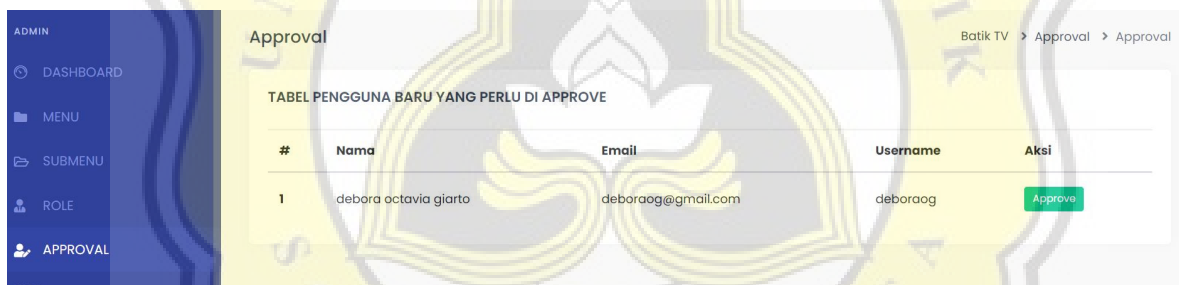 ADMIN
DASHBOARD
MENU
SUBMENU
ROLE
APPROVAL
Approval
Batik TV > Approval > Approval
TABEL PENGGUNA BARU YANG PERLU DI APPROVE
# Nama Email Username Aksi
1 debora octavia giarto deboraog@gmail.com deboraog Approve